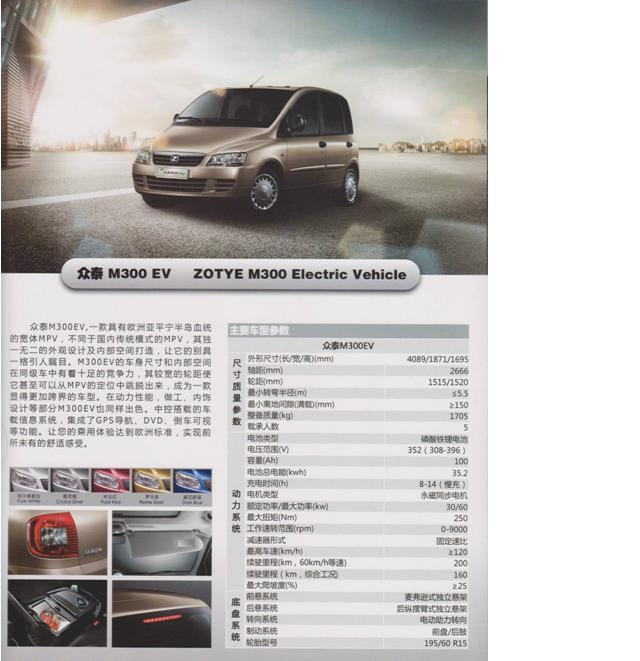 众泰 M300 EV ZOTYE M300 Electric Vehicle
众泰M300EV,一款具有欧洲亚平宁半岛血统
的宽体MPV，不同于国内传统模式的MPV，其独
一无二的外观设计及内部空间打造，让它的别具
一格引人瞩目。M300EV的车身尺寸和内部空间
在同级车中有着十足的竞争力，其较宽的轮距使
它甚至可以从MPV的定位中跳脱出来，成为一款
显得更加跨界的车型。在动力性能，做工、内饰
设计等部分M300EV也同样出色。中控搭载的车
载信息系统，集成了GPS导航、DVD、倒车可视
等功能。让您的乘用体验达到欧洲标准，实现前
所未有的舒适感受。
Pure White
Crystal Silver
Pure Red
Roma Gold
Dark Blue
主要车型参数
众泰M300EV
尺寸质量参数
外形尺寸(长/宽/高)(mm) 4089/1871/1695
轴距(mm) 2666
轮距(mm) 1515/1520
最小转弯半径(m) ≤5.5
最小离地间隙(满载)(mm) ≥150
整备质量(kg) 1705
载承人数 5
动力系统
电池类型 磷酸铁锂电池
电压范围(V) 352（308-396）
容量(Ah) 100
电池总电能(kwh) 35.2
充电时间(h) 8-14（慢充）
电机类型 永磁同步电机
额定功率/最大功率(kw) 30/60
最大扭矩(Nm) 250
工作速转范围(rpm) 0-9000
减速器形式 固定速比
最高车速(km/h) ≥120
续驶里程(km，60km/h等速) 200
续驶里程（km，综合工况) 160
最大爬坡度(%) ≥25
底盘系统
前悬系统 麦弗逊式独立悬架
后悬系统 后纵摆臂式独立悬架
转向系统 电动助力转向
制动系统 前盘/后鼓
轮胎型号 195/60 R15